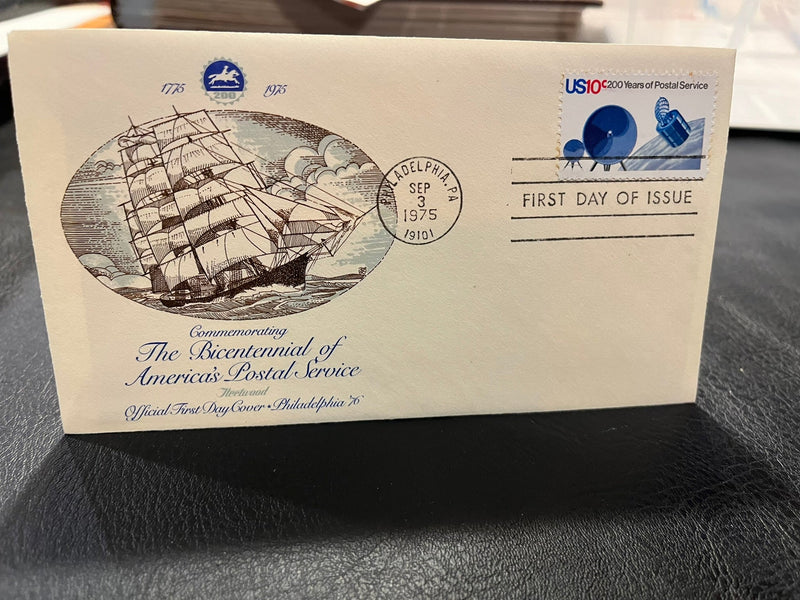 1775 1975
200
Commemorating
The Bicentennial of
America's Postal Service
Fleetwood
Official First Day Cover • Philadelphia '76
PHILADELPHIA, PA
SEP
3
1975
19101
US10c 200 Years of Postal Service
FIRST DAY OF ISSUE